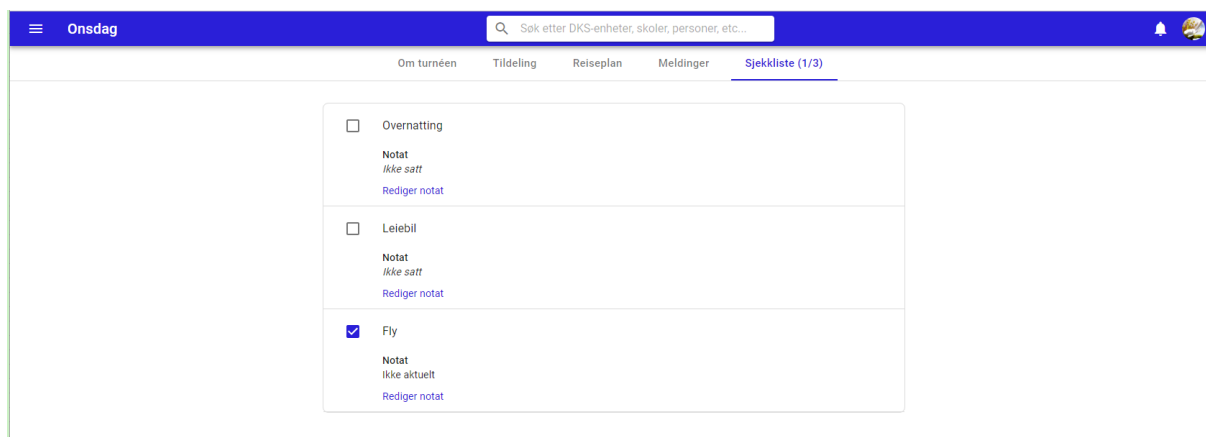 Onsdag
Søk etter DKS-enheter, skoler, personer, etc...
Om turnéen Tildeling Reiseplan Meldinger Sjekkliste (1/3)
Overnatting
Notat
Ikke satt
Rediger notat
Leiebil
Notat
Ikke satt
Rediger notat
Fly
Notat
Ikke aktuelt
Rediger notat